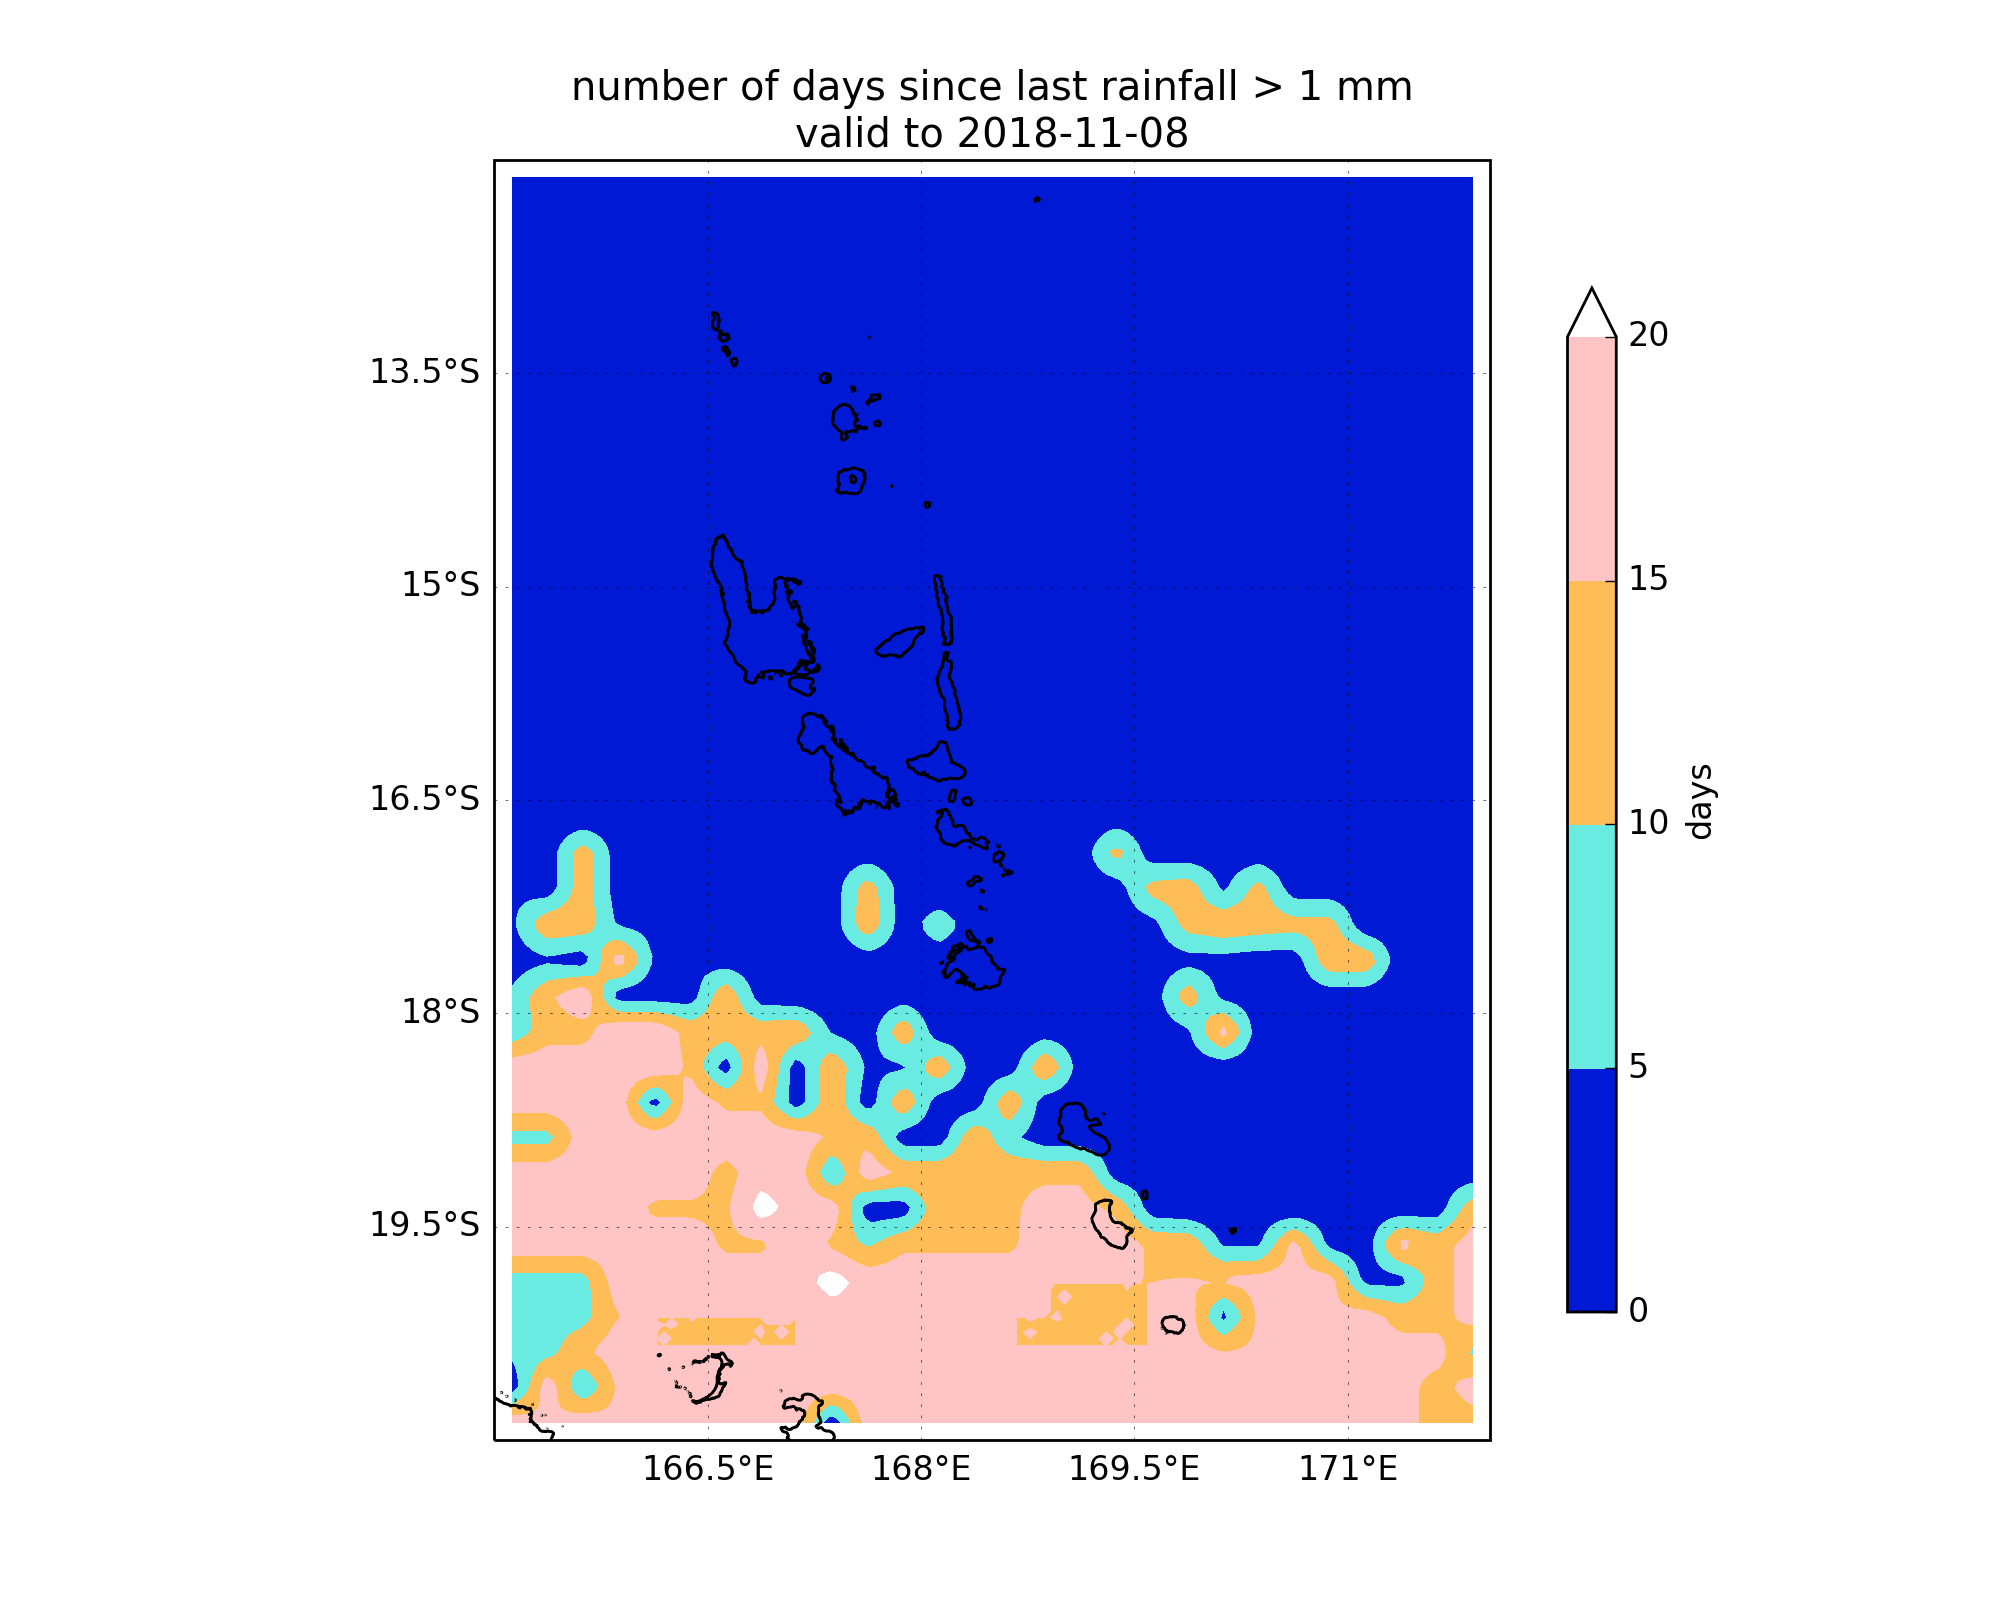 number of days since last rainfall > 1 mm
valid to 2018-11-08
13.5°S
15°S
16.5°S
18°S
19.5°S
166.5°E
168°E
169.5°E
171°E
20
15
10
5
0
days